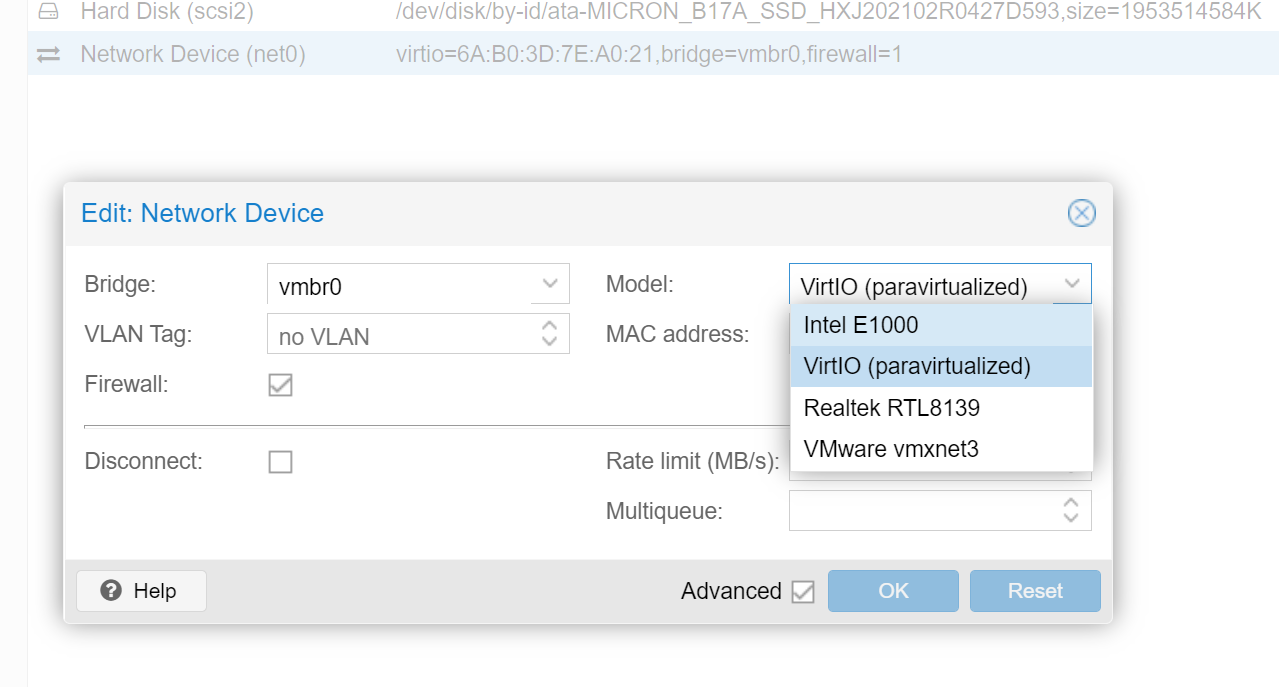 Hard Disk (scsi2) /dev/disk/by-id/ata-MICRON_B17A_SSD_HXJ202102R0427D593,size=1953514584K
Network Device (net0) virtio=6A:B0:3D:7E:A0:21,bridge=vmbr0,firewall=1
Edit: Network Device
Bridge: vmbr0 Model: VirtIO (paravirtualized)
Intel E1000
VLAN Tag: no VLAN MAC address:
VirtIO (paravirtualized)
Firewall:
Realtek RTL8139
VMware vmxnet3
Disconnect: Rate limit (MB/s):
Multiqueue:
Help Advanced OK Reset